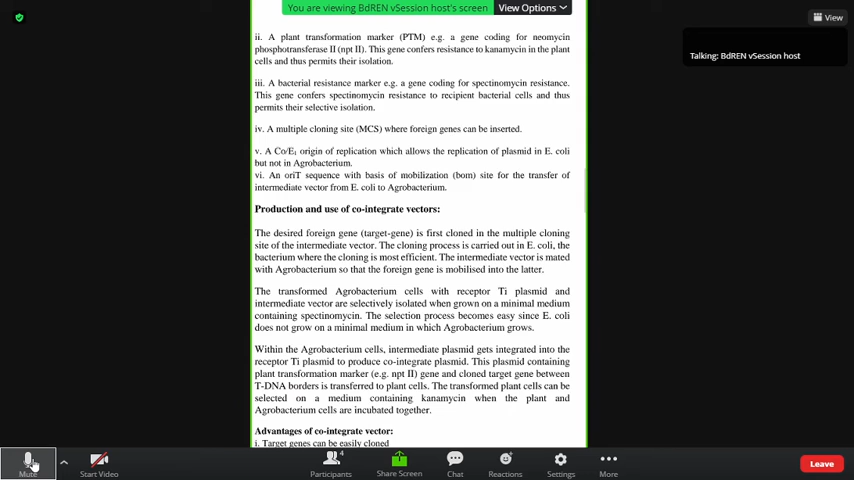 You are viewing BdREN vSession host's screen
View Options
View
Talking: BdREN vSession host
ii. A plant transformation marker (PTM) e.g. a gene coding for neomycin
phosphotransferase II (npt II). This gene confers resistance to kanamycin in the plant
cells and thus permits their isolation.
iii. A bacterial resistance marker e.g. a gene coding for spectinomycin resistance.
This gene confers spectinomycin resistance to recipient bacterial cells and thus
permits their selective isolation.
iv. A multiple cloning site (MCS) where foreign genes can be inserted.
v. A Co/E₁ origin of replication which allows the replication of plasmid in E. coli
but not in Agrobacterium.
vi. An oriT sequence with basis of mobilization (bom) site for the transfer of
intermediate vector from E. coli to Agrobacterium.
Production and use of co-integrate vectors:
The desired foreign gene (target-gene) is first cloned in the multiple cloning
site of the intermediate vector. The cloning process is carried out in E. coli, the
bacterium where the cloning is most efficient. The intermediate vector is mated
with Agrobacterium so that the foreign gene is mobilised into the latter.
The transformed Agrobacterium cells with receptor Ti plasmid and
intermediate vector are selectively isolated when grown on a minimal medium
containing spectinomycin. The selection process becomes easy since E. coli
does not grow on a minimal medium in which Agrobacterium grows.
Within the Agrobacterium cells, intermediate plasmid gets integrated into the
receptor Ti plasmid to produce co-integrate plasmid. This plasmid containing
plant transformation marker (e.g. npt II) gene and cloned target gene between
T-DNA borders is transferred to plant cells. The transformed plant cells can be
selected on a medium containing kanamycin when the plant and
Agrobacterium cells are incubated together.
Advantages of co-integrate vector:
i. Target genes can be easily cloned
Mute
Start Video
4
Participants
Share Screen
Chat
Reactions
Settings
More
Leave